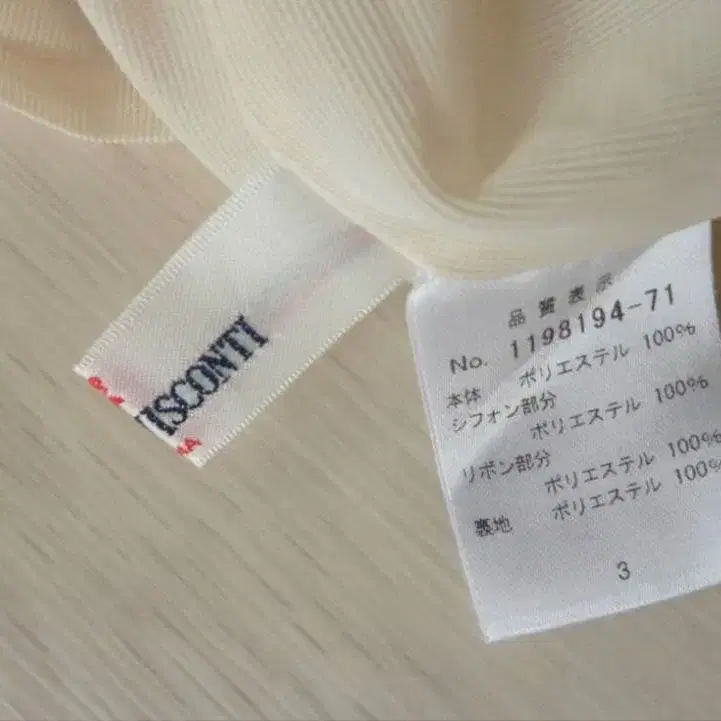 VISCONTI
品質表示
No. 1198194-71
本体 ポリエステル 100%
シフォン部分
ポリエステル 100%
リボン部分
ポリエステル 100%
裏地 ポリエステル 100%
3